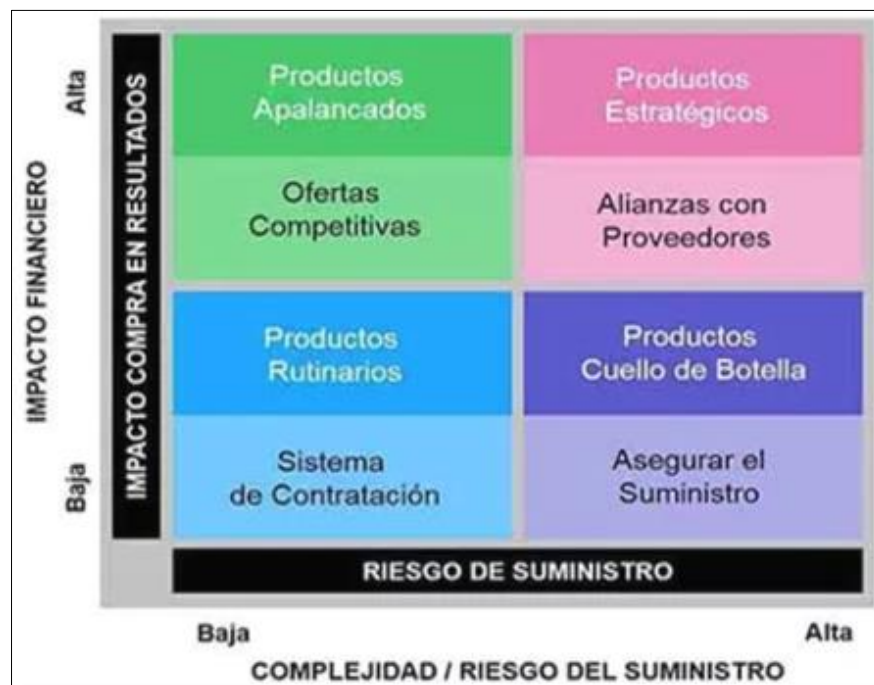 Alta
IMPACTO FINANCIERO
Baja
IMPACTO COMPRA EN RESULTADOS
Productos
Apalancados
Ofertas
Competitivas
Productos
Estratégicos
Alianzas con
Proveedores
Productos
Rutinarios
Sistema
de Contratación
Productos
Cuello de Botella
Asegurar el
Suministro
RIESGO DE SUMINISTRO
Baja
Alta
COMPLEJIDAD / RIESGO DEL SUMINISTRO